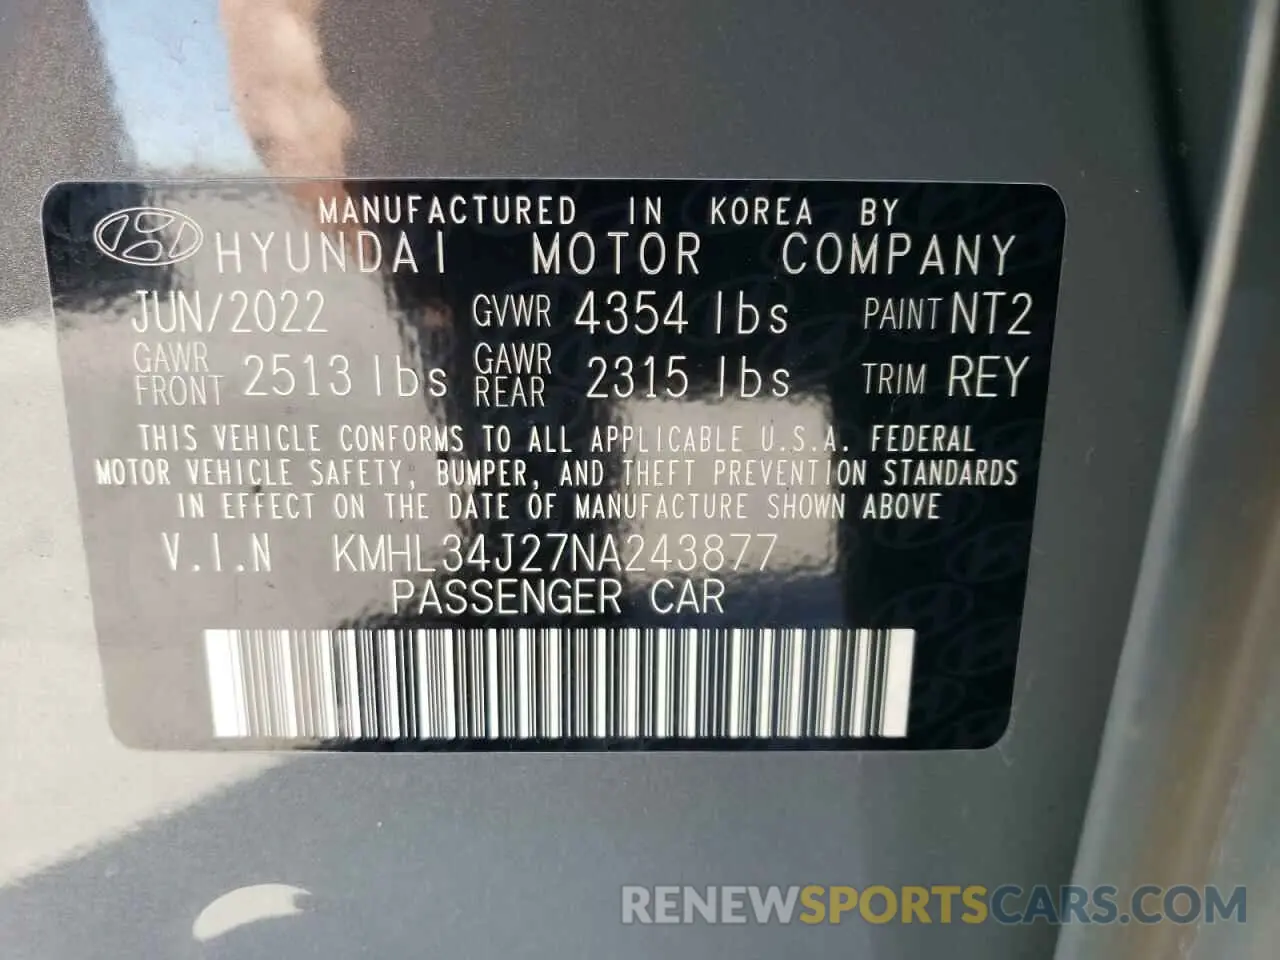 MANUFACTURED IN KOREA BY
HYUNDAI MOTOR COMPANY
JUN/2022 GVWR 4354 lbs PAINT NT2
GAWR FRONT 2513 lbs GAWR REAR 2315 lbs TRIM REY
THIS VEHICLE CONFORMS TO ALL APPLICABLE U.S.A. FEDERAL
MOTOR VEHICLE SAFETY, BUMPER, AND THEFT PREVENTION STANDARDS
IN EFFECT ON THE DATE OF MANUFACTURE SHOWN ABOVE
V.I.N KMHL34J27NA243877
PASSENGER CAR
RENEWSPORTSCARS.COM